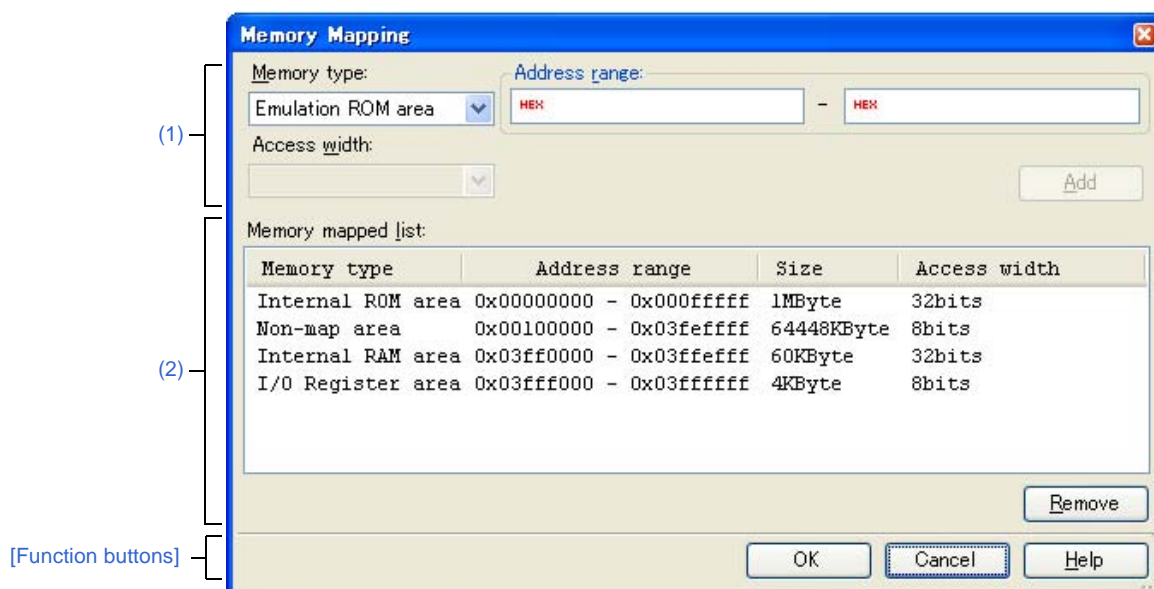 Memory Mapping
Memory type: Address range:
Emulation ROM area HEX - HEX
(1)
Access width:
Add
Memory mapped list:
Memory type Address range Size Access width
Internal ROM area 0x00000000 - 0x000fffff 1MByte 32bits
Non-map area 0x00100000 - 0x03feffff 64448KByte 8bits
Internal RAM area 0x03ff0000 - 0x03ffefff 60KByte 32bits
(2)
I/O Register area 0x03fff000 - 0x03ffffff 4KByte 8bits
Remove
[Function buttons] OK Cancel Help